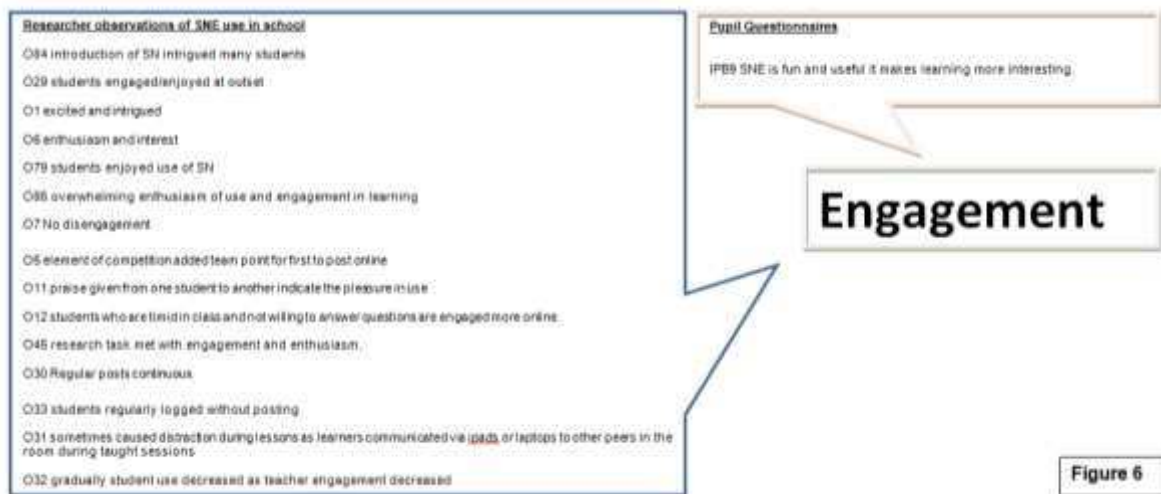 Researcher observations of SNE use in school
O84 introduction of SN intrigued many students
O29 students engaged/enjoyed at outset
O1 excited and intrigued
O6 enthusiasm and interest
O79 students enjoyed use of SN
overwhelming enthusiasm of use and engagement in learning
O7 No disengagement
O5 element of competition added team point for first to post online
O11 praise given from one student to another indicate the pleasure in use
O12 students who are timid in class and not willing to answer questions are engaged more online.
O45 research task met with engagement and enthusiasm.
O30 Regular posts continuous
O33 students regularly logged without posting
O31 sometimes caused distraction during lessons as learners communicated via ipads or laptops to other peers in the
room during taught sessions
O32 gradually student use decreased as teacher engagement decreased
Pupil Questionnaires
IPB9 SNE is fun and useful it makes learning more interesting.
Engagement
Figure 6